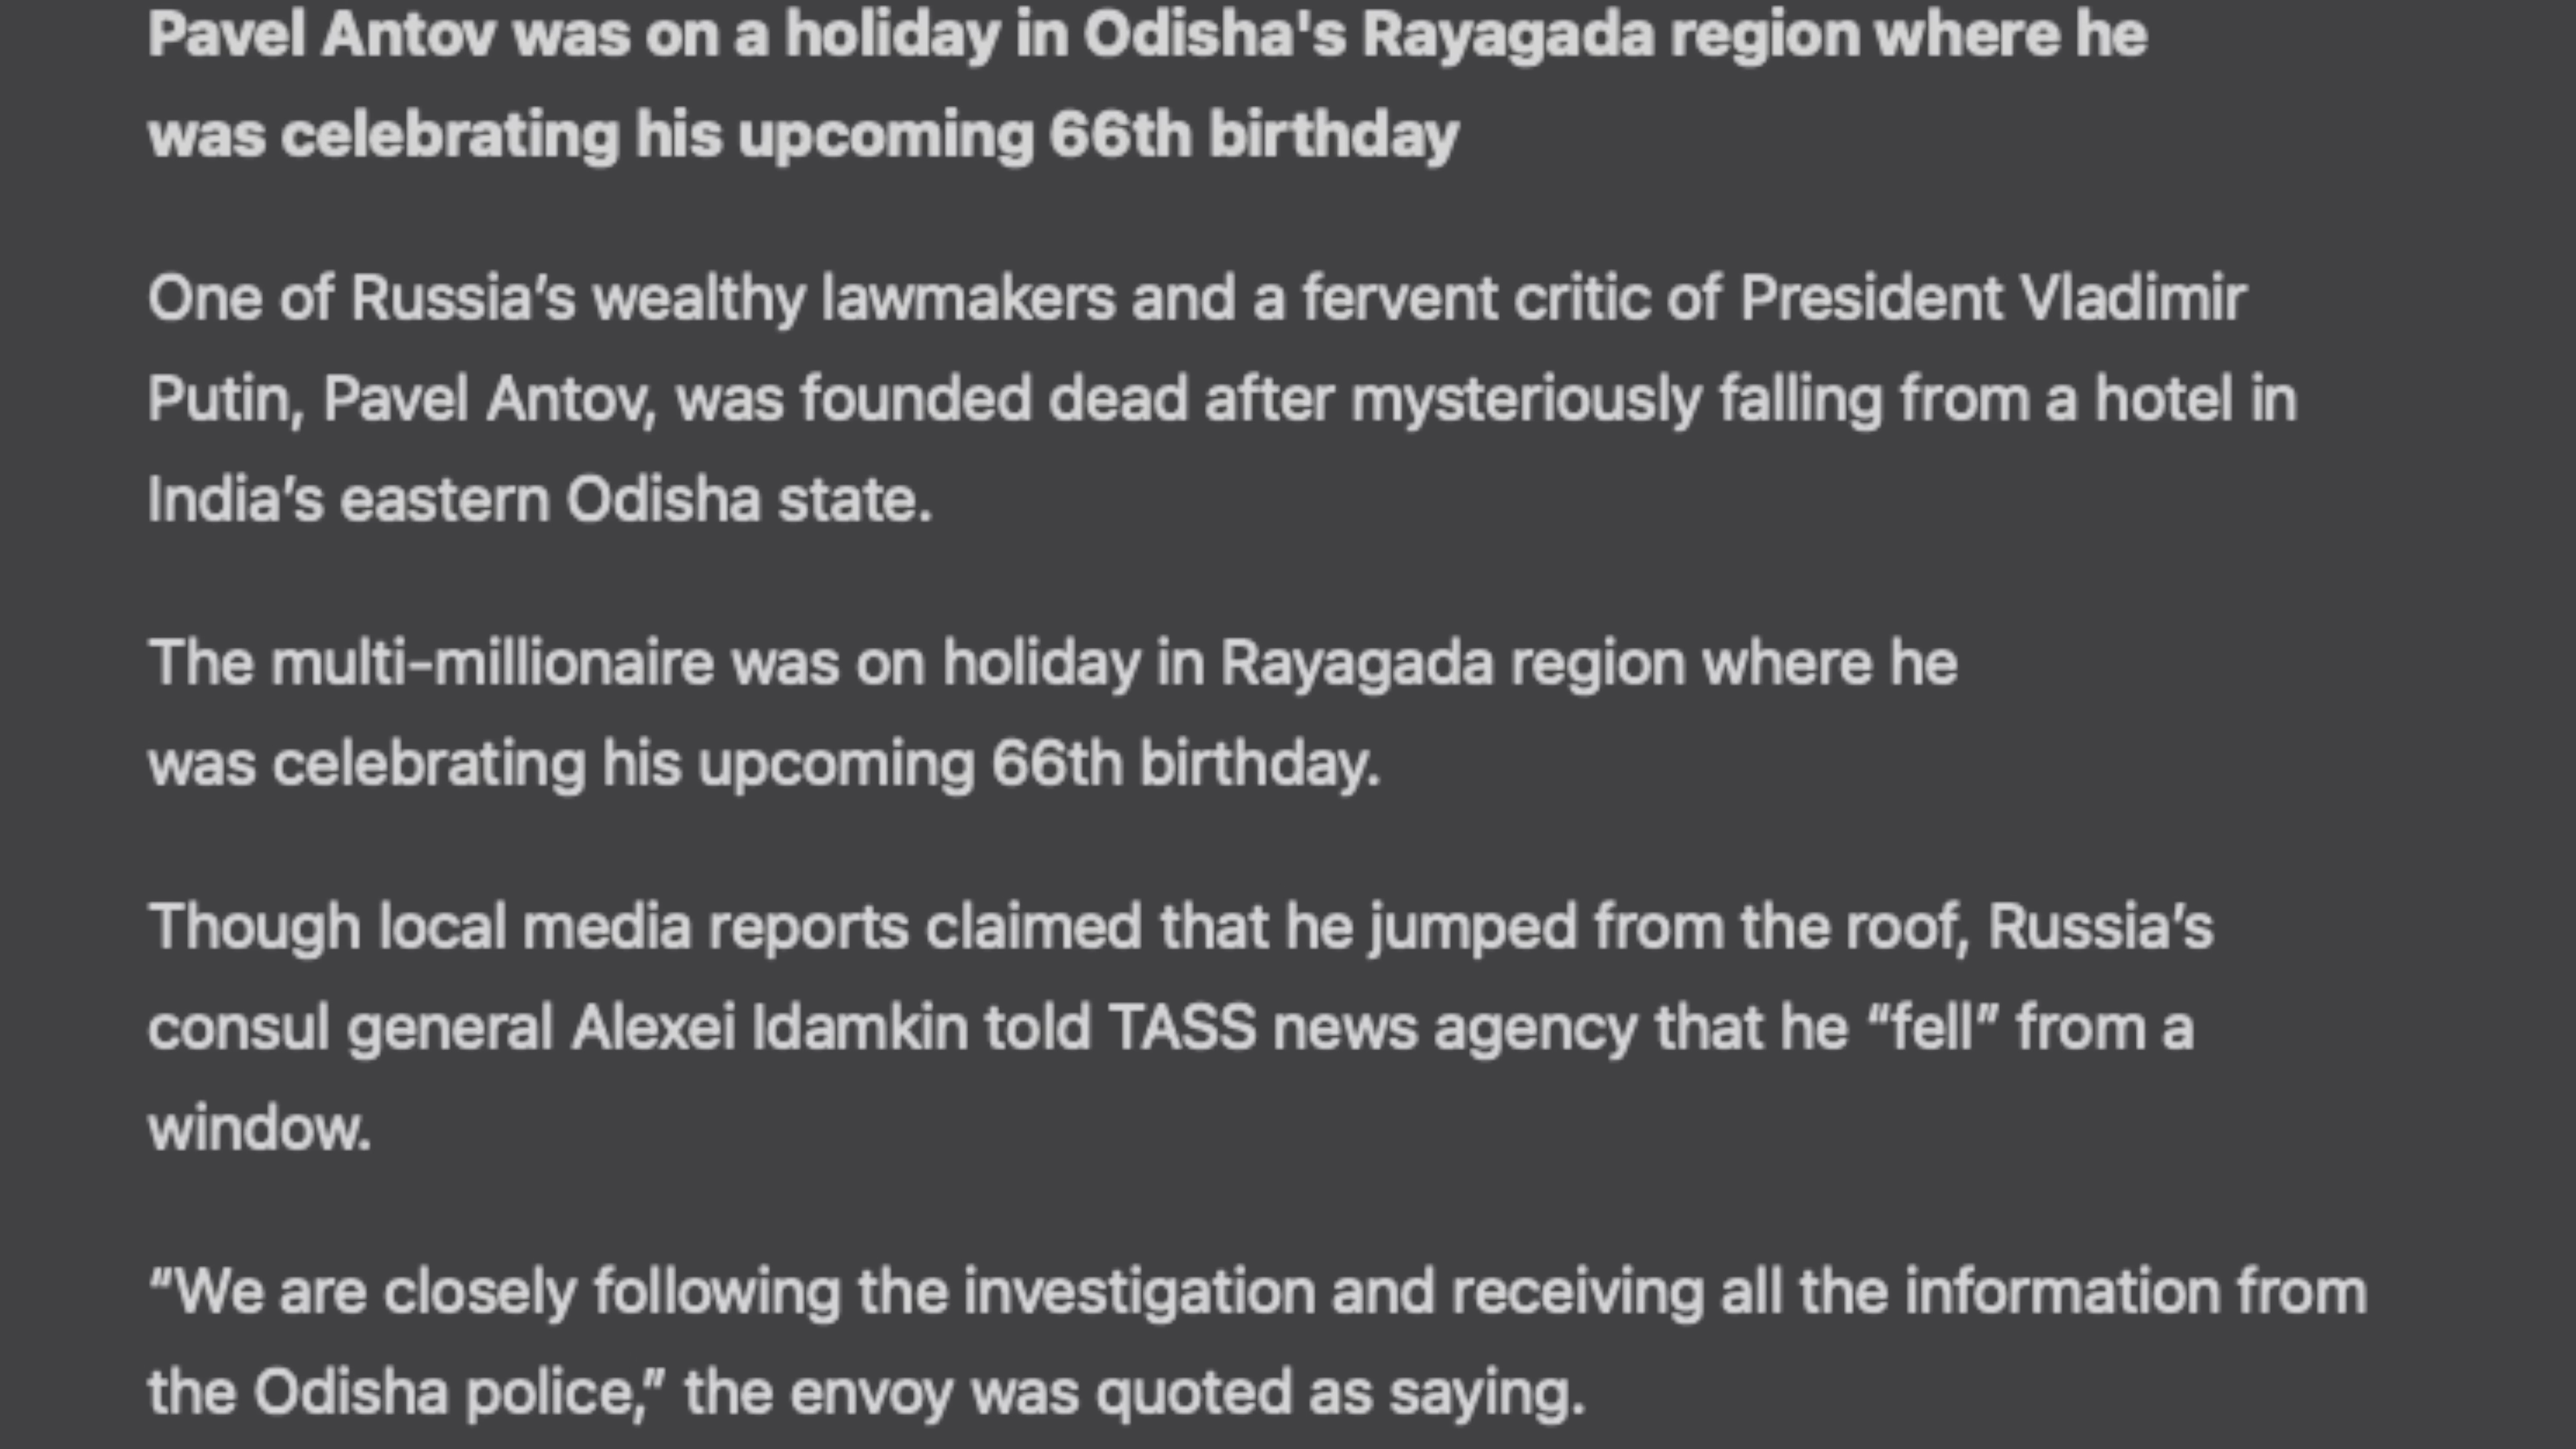 Pavel Antov was on a holiday in Odisha's Rayagada region where he
was celebrating his upcoming 66th birthday
One of Russia’s wealthy lawmakers and a fervent critic of President Vladimir
Putin, Pavel Antov, was founded dead after mysteriously falling from a hotel in
India’s eastern Odisha state.
The multi-millionaire was on holiday in Rayagada region where he
was celebrating his upcoming 66th birthday.
Though local media reports claimed that he jumped from the roof, Russia’s
consul general Alexei Idamkin told TASS news agency that he “fell” from a
window.
“We are closely following the investigation and receiving all the information from
the Odisha police,” the envoy was quoted as saying.